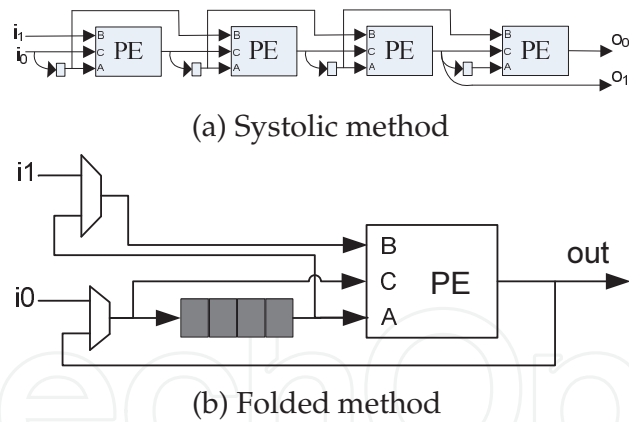 i₁
i₀
B
C
A
PE
B
C
A
PE
B
C
A
PE
B
C
A
PE
o₀
o₁
(a) Systolic method
i1
i0
B
C
A
PE
out
(b) Folded method